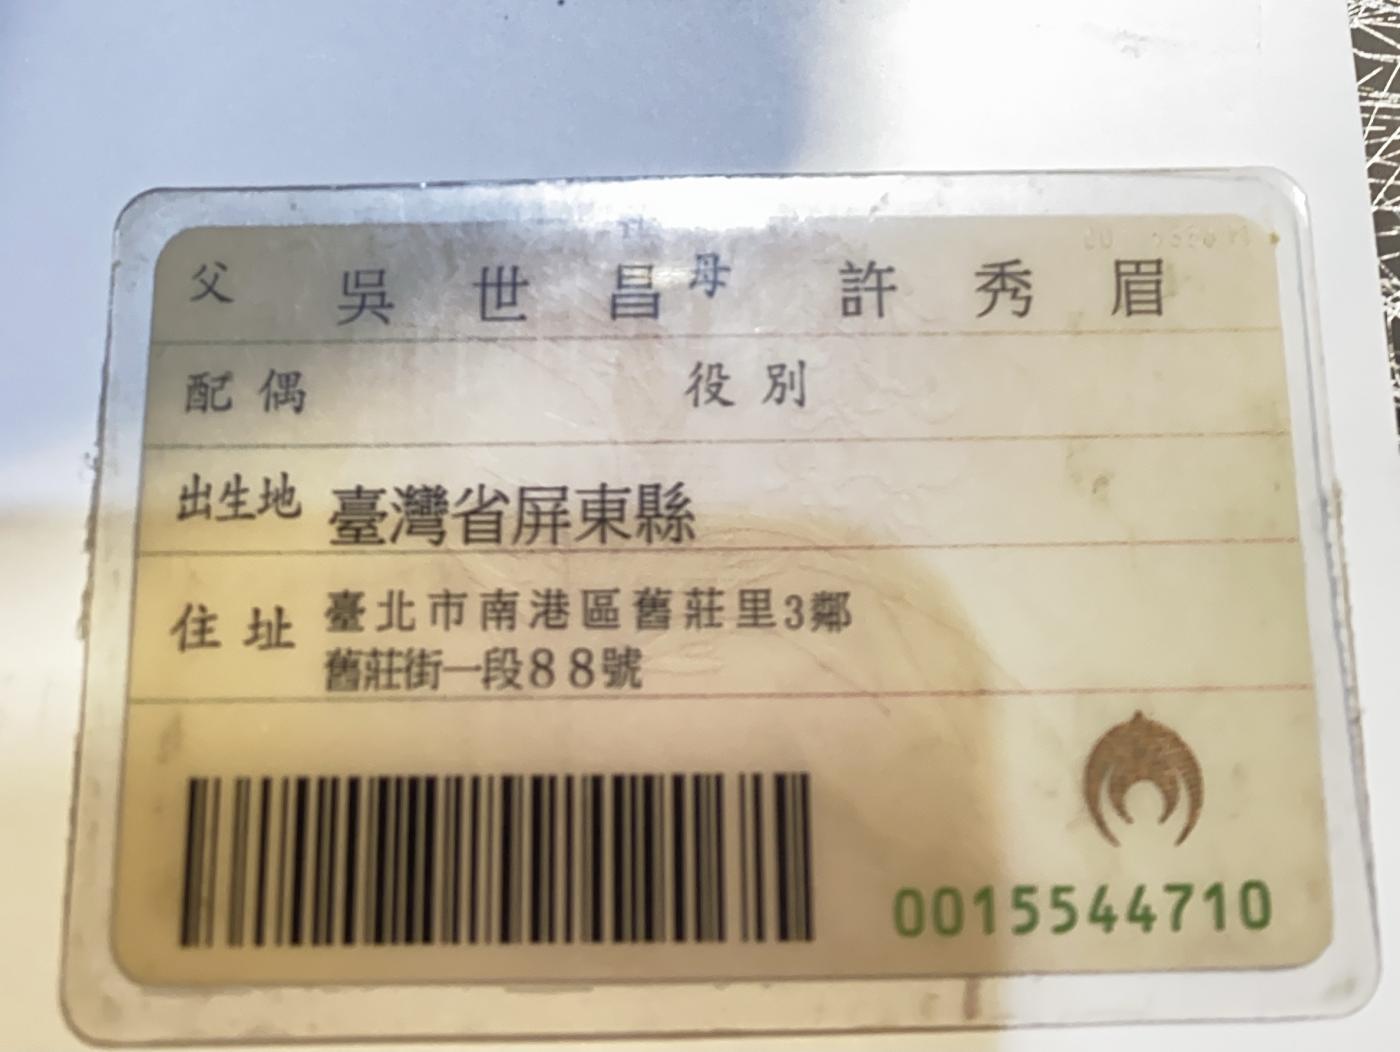 父 吳世昌 母 許秀眉
配偶 役別
出生地 臺灣省屏東縣
住址 臺北市南港區舊莊里3鄰
舊莊街一段88號
0015544710